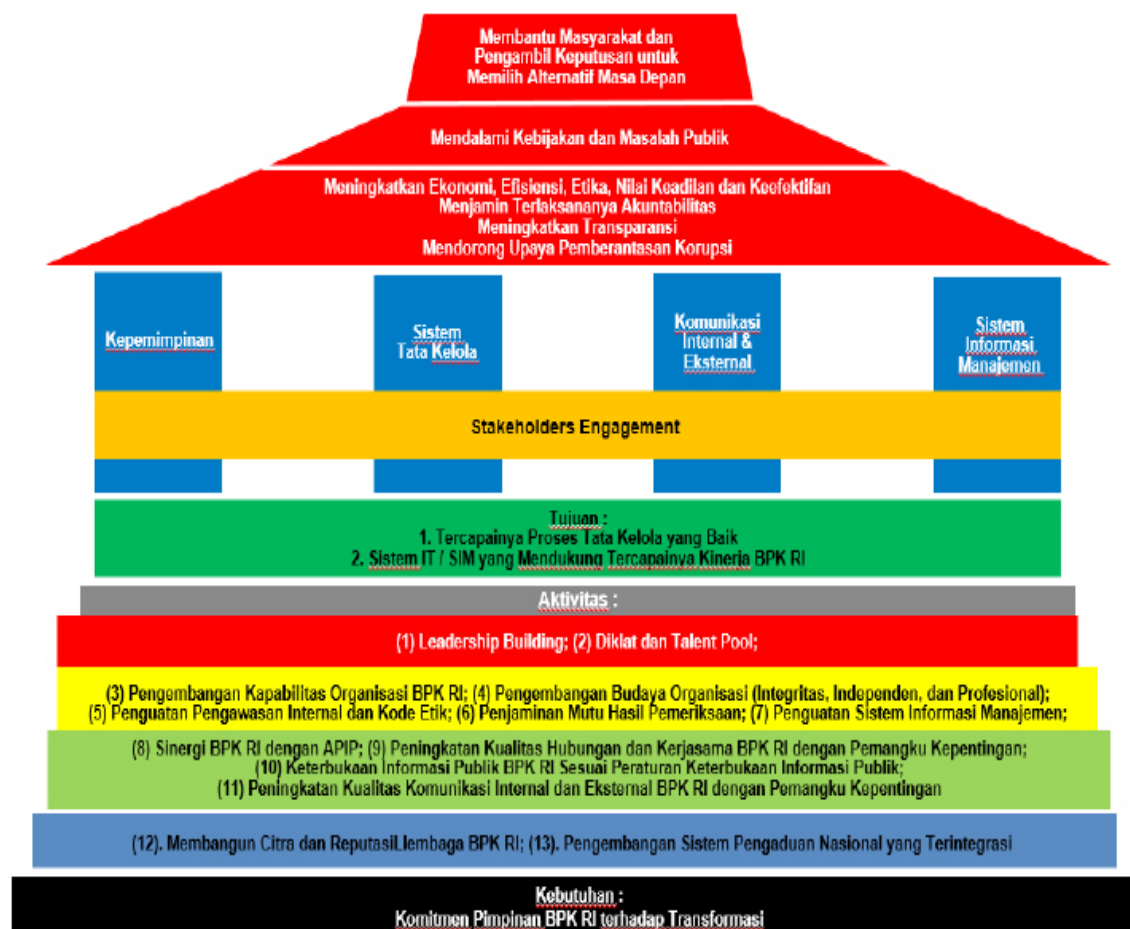 Membantu Masyarakat dan
Pengambil Keputusan untuk
Memilih Alternatif Masa Depan
Mendalami Kebijakan dan Masalah Publik
Meningkatkan Ekonomi, Efisiensi, Etika, Nilai Keadilan dan Keefektifan
Menjamin Terlaksananya Akuntabilitas
Meningkatkan Transparansi
Mendorong Upaya Pemberantasan Korupsi
Kepemimpinan
Sistem
Tata Kelola
Komunikasi
Internal &
Eksternal
Sistem
Informasi
Manajemen
Stakeholders Engagement
Tujuan :
1. Tercapainya Proses Tata Kelola yang Baik
2. Sistem IT / SIM yang Mendukung Tercapainya Kinerja BPK RI
Aktivitas :
(1) Leadership Building; (2) Diklat dan Talent Pool;
(3) Pengembangan Kapabilitas Organisasi BPK RI; (4) Pengembangan Budaya Organisasi (Integritas, Independen, dan Profesional);
(5) Penguatan Pengawasan Internal dan Kode Etik; (6) Penjaminan Mutu Hasil Pemeriksaan; (7) Penguatan Sistem Informasi Manajemen;
(8) Sinergi BPK RI dengan APIP; (9) Peningkatan Kualitas Hubungan dan Kerjasama BPK RI dengan Pemangku Kepentingan;
(10) Keterbukaan Informasi Publik BPK RI Sesuai Peraturan Keterbukaan Informasi Publik;
(11) Peningkatan Kualitas Komunikasi Internal dan Eksternal BPK RI dengan Pemangku Kepentingan
(12). Membangun Citra dan ReputasiLlembaga BPK RI; (13). Pengembangan Sistem Pengaduan Nasional yang Terintegrasi
Kebutuhan :
Komitmen Pimpinan BPK RI terhadap Transformasi